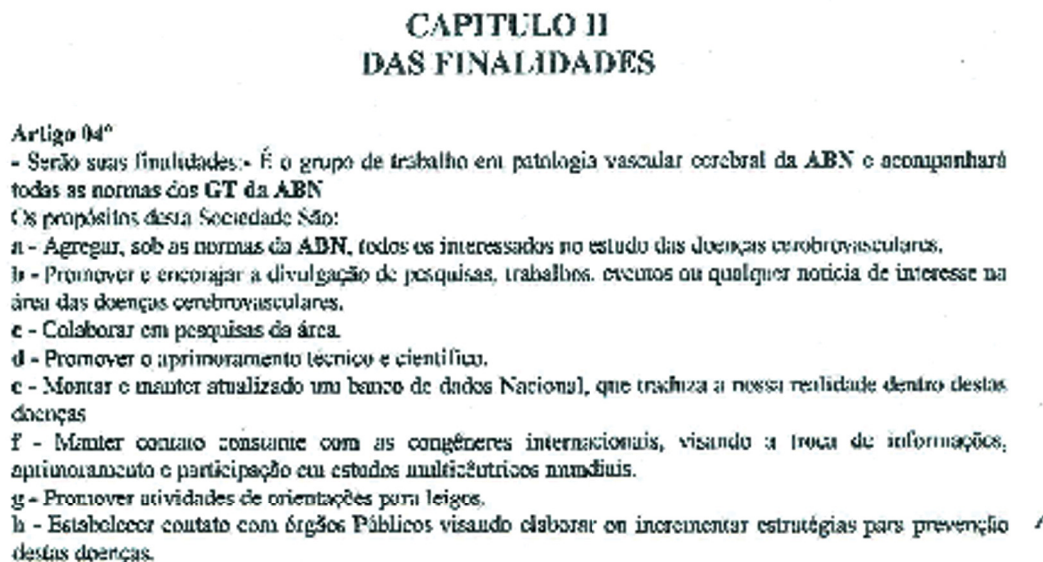 CAPITULO II
DAS FINALIDADES
Artigo 04º
- Serão suas finalidades:- É o grupo de trabalho em patologia vascular cerebral da ABN e acompanhará
todas as normas dos GT da ABN
Os propósitos desta Sociedade São:
a - Agregar, sob as normas da ABN, todos os interessados no estudo das doenças cerebrovasculares.
b - Promover e encorajar a divulgação de pesquisas, trabalhos, eventos ou qualquer noticia de interesse na
área das doenças cerebrovasculares.
c - Colaborar em pesquisas da área.
d - Promover o aprimoramento técnico e científico.
e - Montar e manter atualizado um banco de dados Nacional, que traduza a nossa realidade dentro destas
doenças
f - Manter contato constante com as congêneres internacionais, visando a troca de informações,
aprimoramento e participação em estudos multicêntricos mundiais.
g - Promover atividades de orientações para leigos.
h - Estabelecer contato com órgãos Públicos visando elaborar ou incrementar estratégias para prevenção
destas doenças.